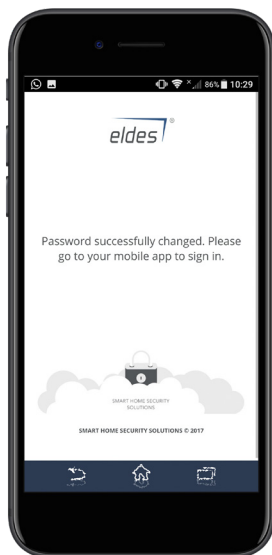 86% 10:29
eldes®
Password successfully changed. Please
go to your mobile app to sign in.
SMART HOME SECURITY
SOLUTIONS
SMART HOME SECURITY SOLUTIONS © 2017